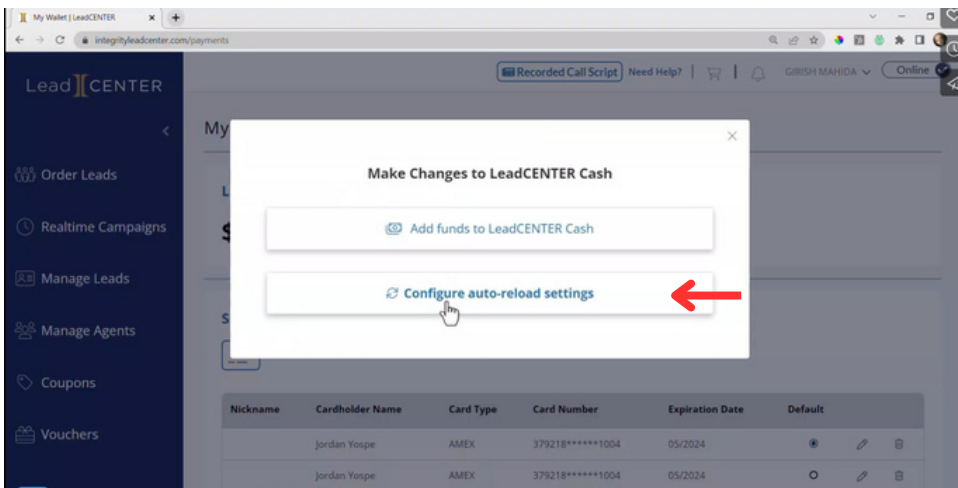 My Wallet | LeadCENTER
integrityleadcenter.com/payments
Lead CENTER
Recorded Call Script Need Help? GIRISH MAHIDA Online
My
Make Changes to LeadCENTER Cash
Order Leads
L
Add funds to LeadCENTER Cash
Realtime Campaigns
$
Manage Leads
Configure auto-reload settings
S
Manage Agents
Coupons
Nickname Cardholder Name Card Type Card Number Expiration Date Default
Vouchers
Jordan Yospe AMEX 379218******1004 05/2024
Jordan Yospe AMEX 379218******1004 05/2024